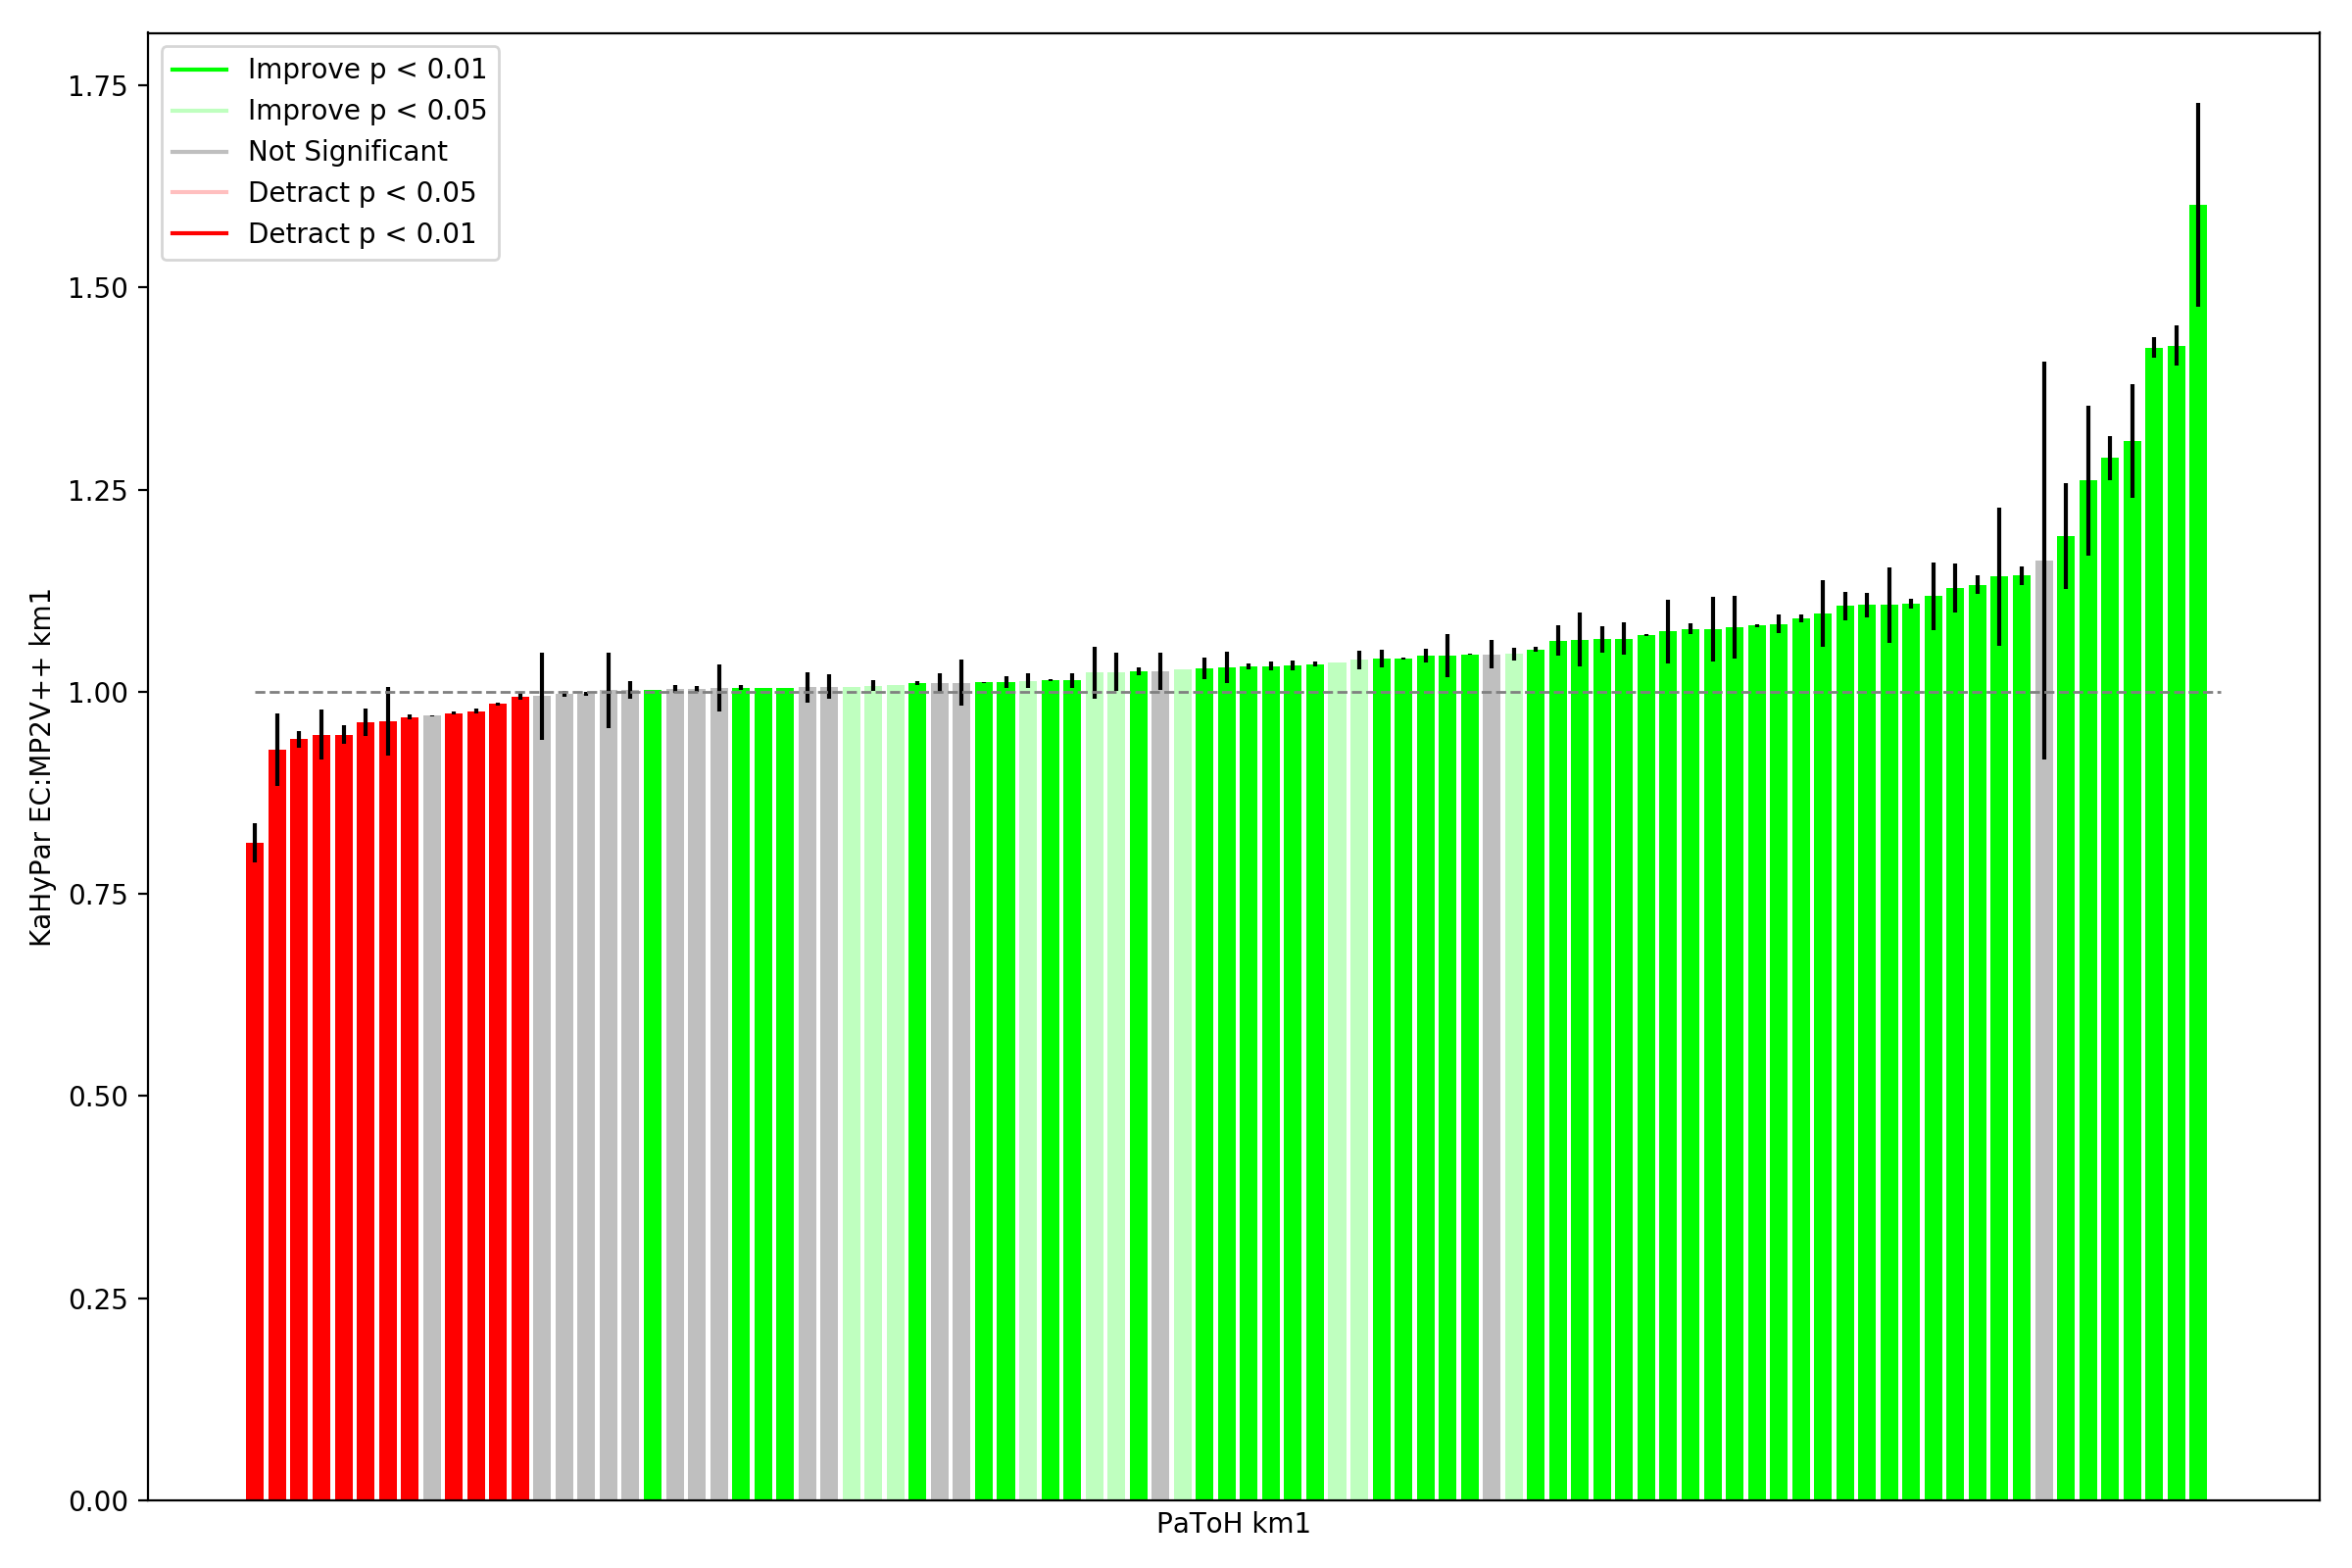 Improve p < 0.01
Improve p < 0.05
Not Significant
Detract p < 0.05
Detract p < 0.01
1.75
1.50
1.25
1.00
0.75
0.50
0.25
0.00
KaHyPar EC:MP2V++ km1
PaToH km1